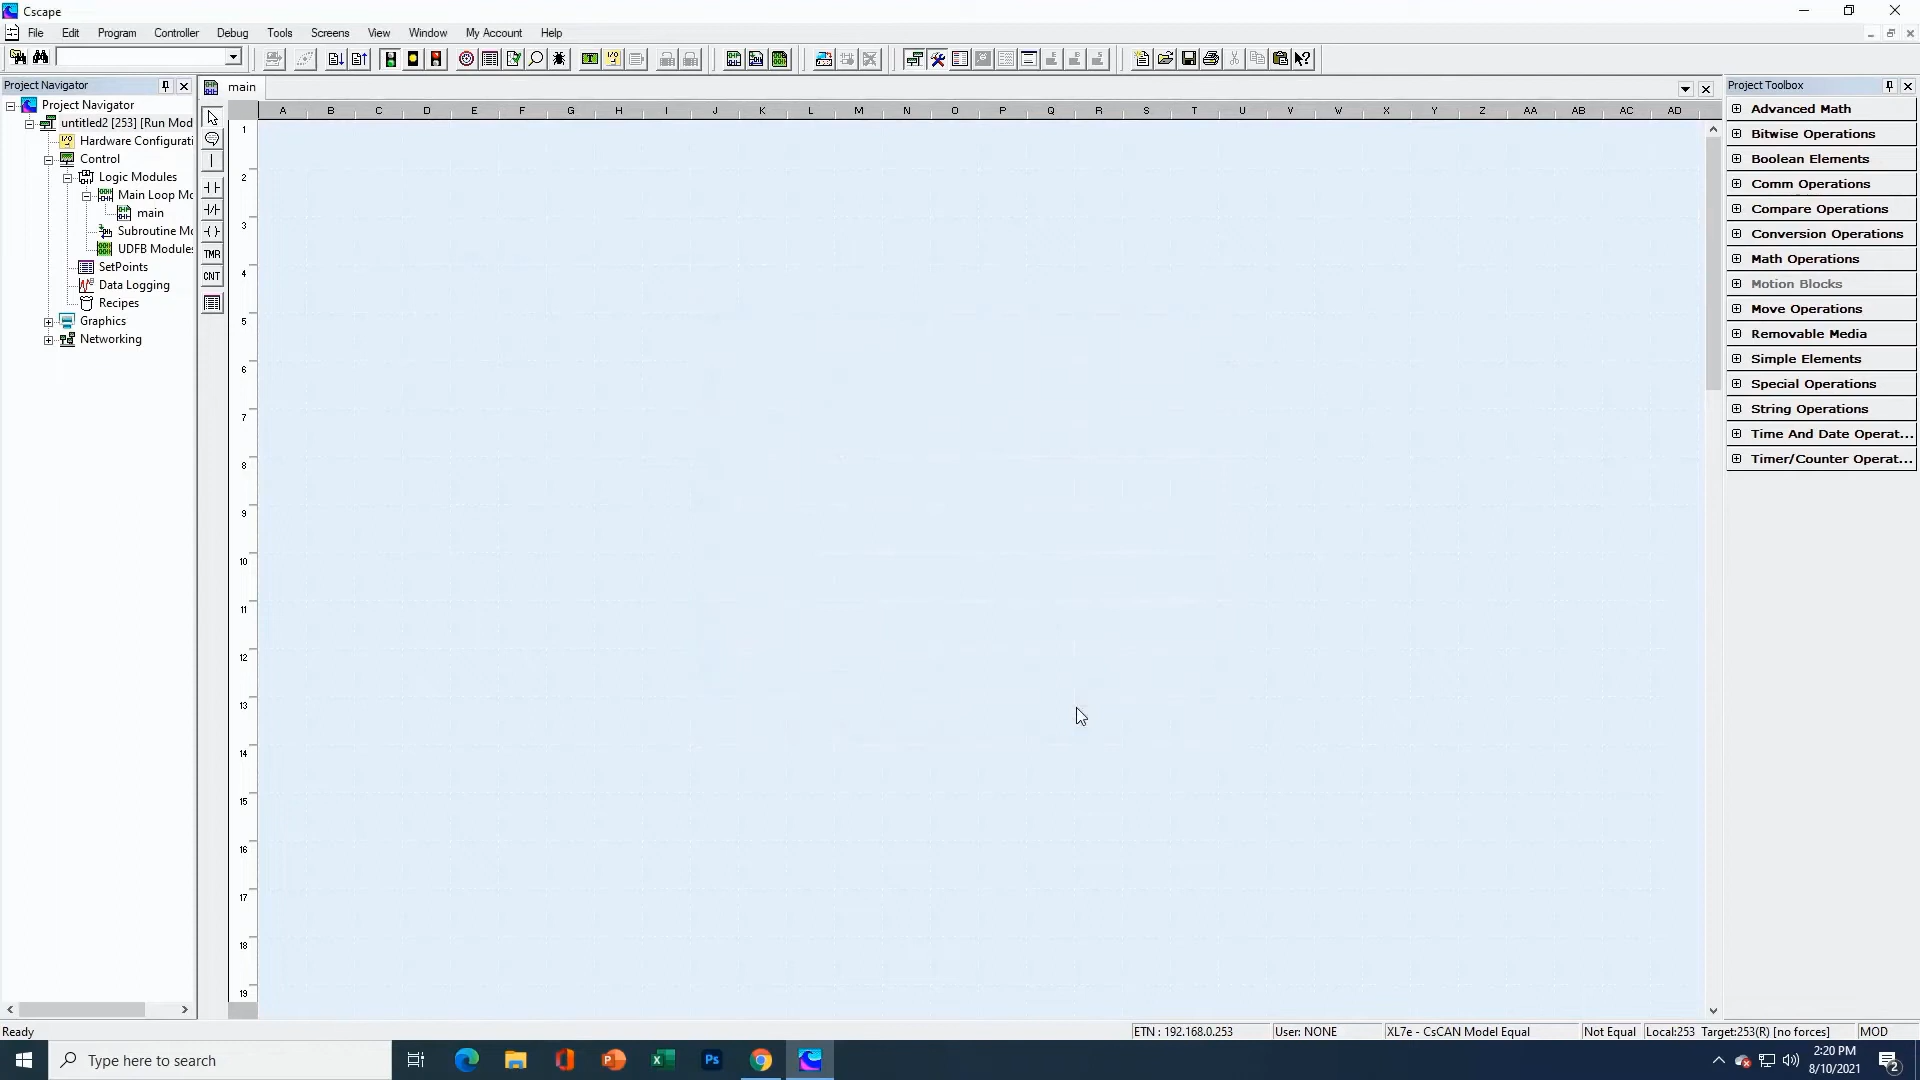 Cscape
File Edit Program Controller Debug Tools Screens View Window My Account Help
Project Navigator
main
Project Toolbox
Project Navigator
untitled2 [253] [Run Mod
Hardware Configurati
Control
Logic Modules
Main Loop Mo
main
Subroutine Mo
UDFB Modules
SetPoints
Data Logging
Recipes
Graphics
Networking
TMR
CNT
A B C D E F G H I J K L M N O P Q R S T U V W X Y Z AA AB AC AD
1
2
3
4
5
6
7
8
9
10
11
12
13
14
15
16
17
18
19
Advanced Math
Bitwise Operations
Boolean Elements
Comm Operations
Compare Operations
Conversion Operations
Math Operations
Motion Blocks
Move Operations
Removable Media
Simple Elements
Special Operations
String Operations
Time And Date Operat...
Timer/Counter Operat...
Ready
ETN : 192.168.0.253 User: NONE XL7e - CsCAN Model Equal Not Equal Local:253 Target:253(R) [no forces] MOD
Type here to search
2:20 PM
8/10/2021
2